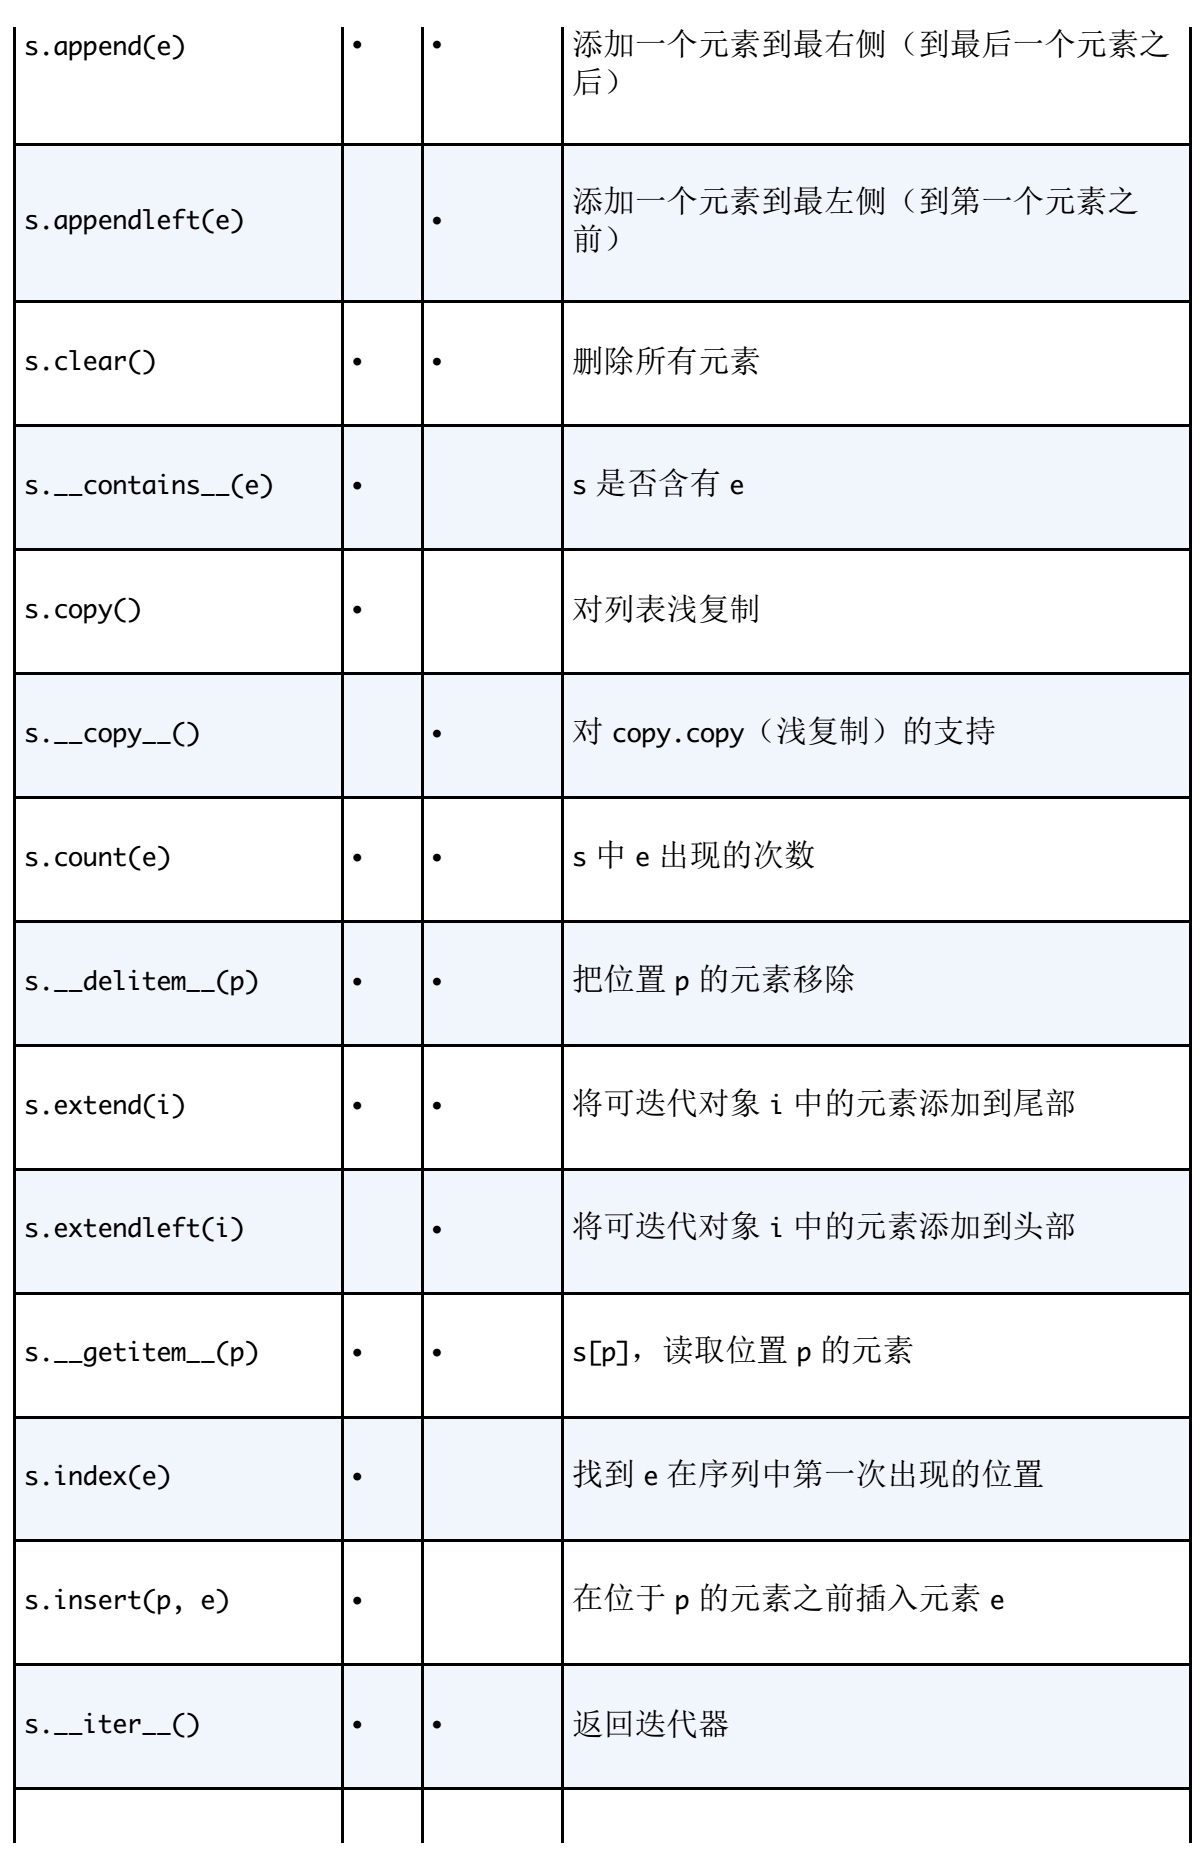 s.append(e) • • 添加一个元素到最右侧（到最后一个元素之
后）
s.appendleft(e) • 添加一个元素到最左侧（到第一个元素之
前）
s.clear() • • 删除所有元素
s.__contains__(e) • s 是否含有 e
s.copy() • 对列表浅复制
s.__copy__() • 对 copy.copy（浅复制）的支持
s.count(e) • • s 中 e 出现的次数
s.__delitem__(p) • • 把位置 p 的元素移除
s.extend(i) • • 将可迭代对象 i 中的元素添加到尾部
s.extendleft(i) • 将可迭代对象 i 中的元素添加到头部
s.__getitem__(p) • • s[p]，读取位置 p 的元素
s.index(e) • 找到 e 在序列中第一次出现的位置
s.insert(p, e) • 在位于 p 的元素之前插入元素 e
s.__iter__() • • 返回迭代器